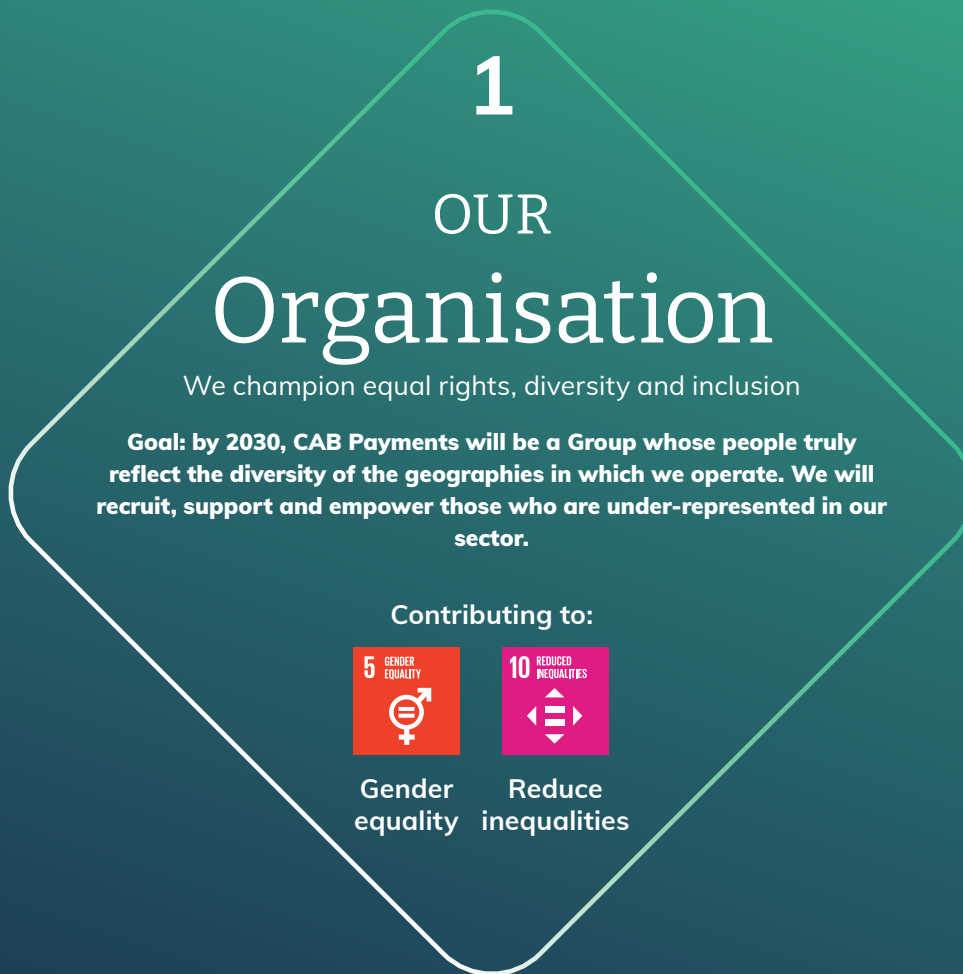 1
OUR
Organisation
We champion equal rights, diversity and inclusion
Goal: by 2030, CAB Payments will be a Group whose people truly
reflect the diversity of the geographies in which we operate. We will
recruit, support and empower those who are under-represented in our
sector.
Contributing to:
5 GENDER
EQUALITY
10 REDUCED
INEQUALITIES
Gender
equality
Reduce
inequalities